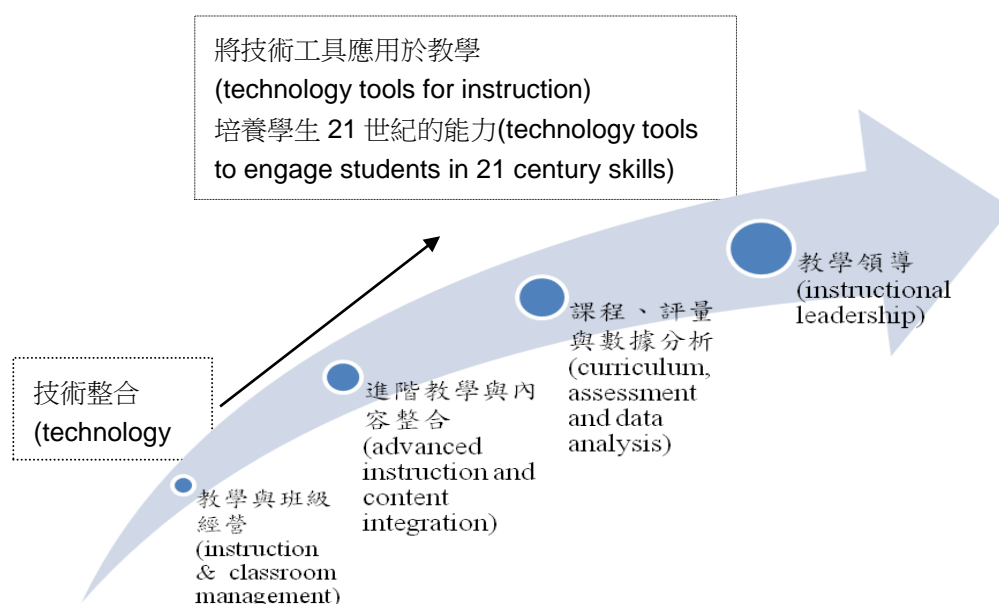 將技術工具應用於教學
(technology tools for instruction)
培養學生 21 世紀的能力(technology tools
to engage students in 21 century skills)
教學領導
(instructional
leadership)
課程、評量
與數據分析
(curriculum,
assessment
and data
analysis)
進階教學與內
容整合
(advanced
instruction and
content
integration)
技術整合
(technology
教學與班級
經營
(instruction
& classroom
management)